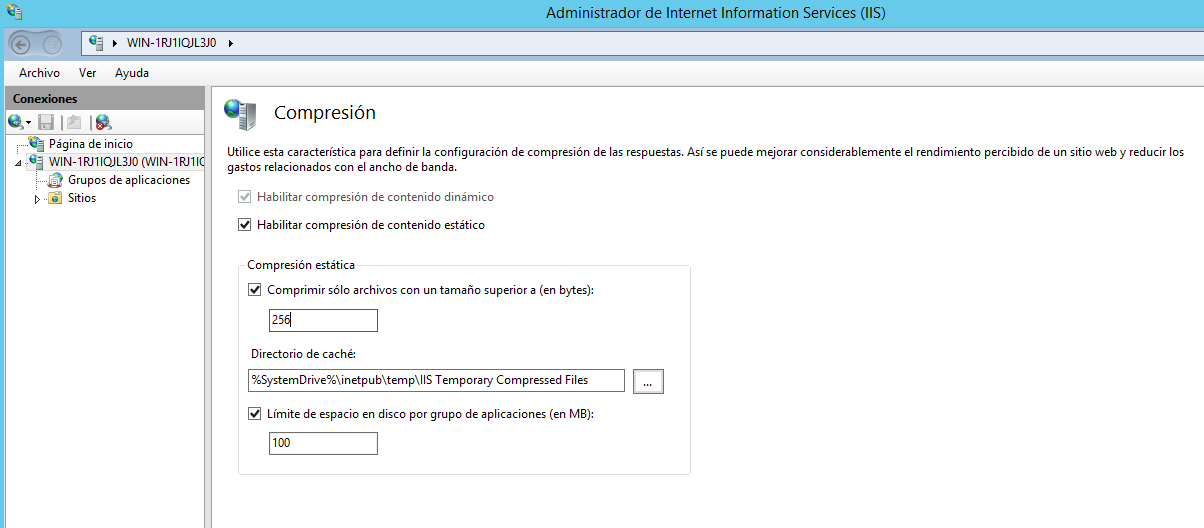 Administrador de Internet Information Services (IIS)
WIN-1RJ1IQJL3J0
Archivo Ver Ayuda
Conexiones
Página de inicio
WIN-1RJ1IQJL3J0 (WIN-1RJ1IQ
Grupos de aplicaciones
Sitios
Compresión
Utilice esta característica para definir la configuración de compresión de las respuestas. Así se puede mejorar considerablemente el rendimiento percibido de un sitio web y reducir los
gastos relacionados con el ancho de banda.
Habilitar compresión de contenido dinámico
Habilitar compresión de contenido estático
Compresión estática
Comprimir sólo archivos con un tamaño superior a (en bytes):
256
Directorio de caché:
%SystemDrive%\inetpub\temp\IIS Temporary Compressed Files
...
Límite de espacio en disco por grupo de aplicaciones (en MB):
100